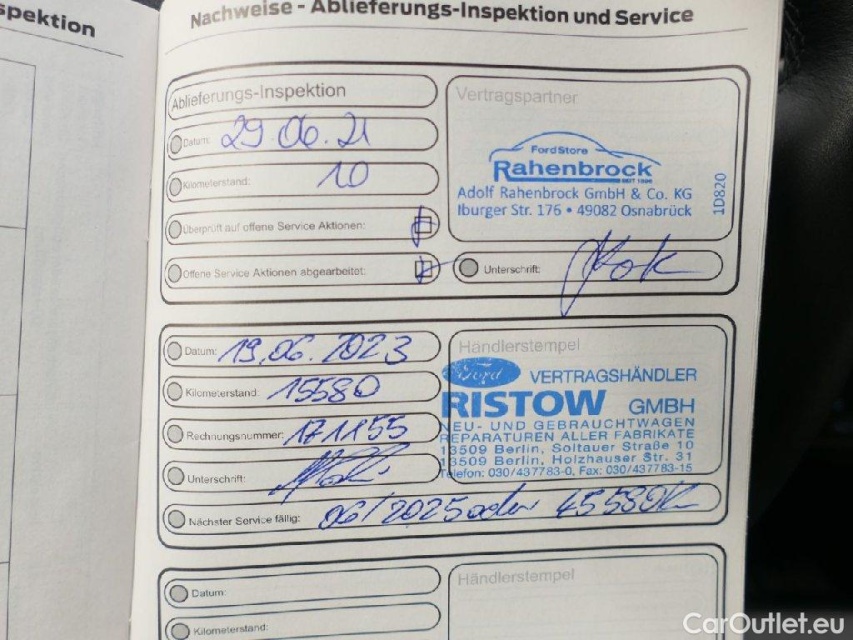 spektion
Nachweise - Ablieferungs-Inspektion und Service
Ablieferungs-Inspektion
Datum: 29 06.21
Kilometerstand: 10
Überprüft auf offene Service Aktionen:
Offene Service Aktionen abgearbeitet:
Vertragspartner
FordStore
Rahenbrock
Adolf Rahenbrock GmbH & Co. KG
Iburger Str. 176 • 49082 Osnabrück
1D820
Unterschrift:
Datum: 19.06.2023
Kilometerstand: 15580
Rechnungsnummer: 171155
Unterschrift:
Nächster Service fällig: 06/2025 oder 45580K
Händlerstempel
Ford VERTRAGSHÄNDLER
RISTOW GMBH
NEU- UND GEBRAUCHTWAGEN
REPARATUREN ALLER FABRIKATE
13509 Berlin, Soltauer Straße 10
13509 Berlin, Holzhauser Str. 31
Telefon: 030/437783-0, Fax: 030/437783-15
Datum:
Kilometerstand:
Händlerstempel
CarOutlet.eu